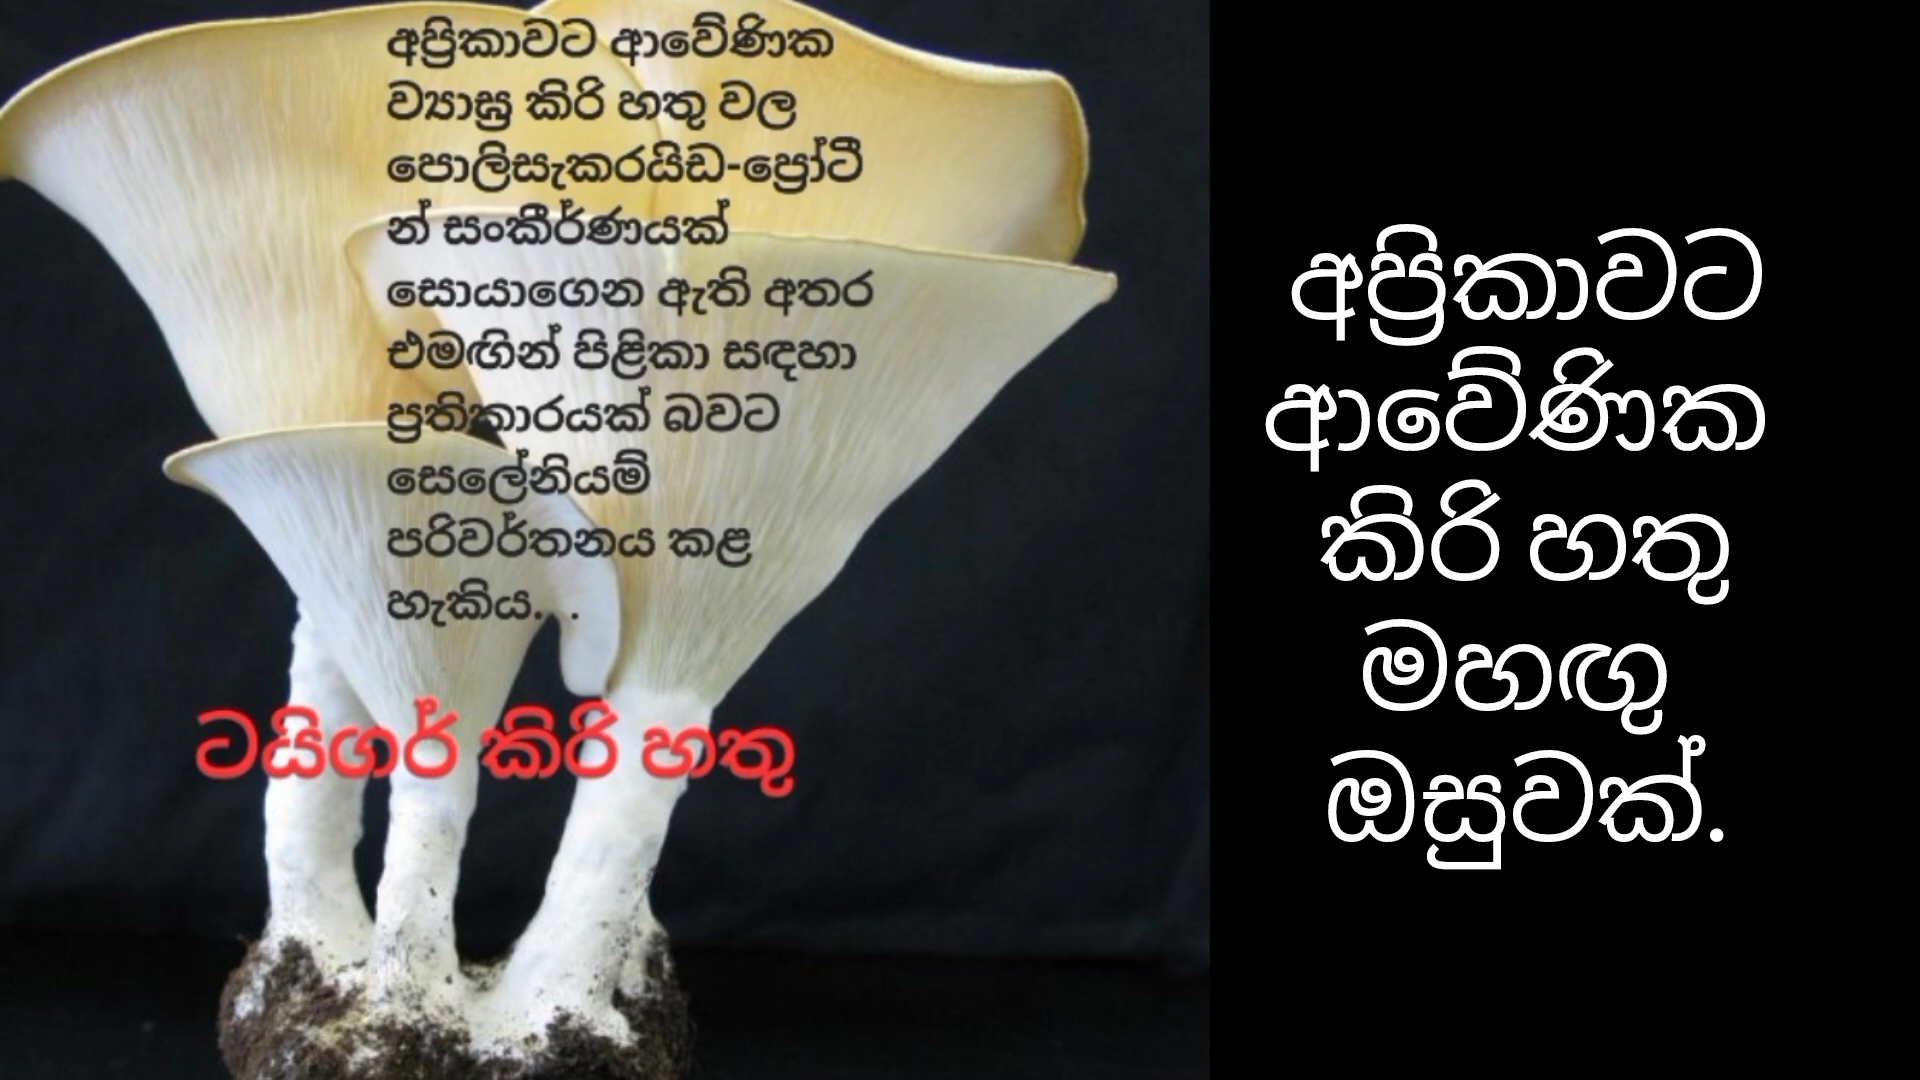 අප්‍රිකාවට ආවේණික
ව්‍යාඝ්‍ර කිරි හතු වල
පොලිසැකරයිඩ-ප්‍රෝටී
න් සංකීර්ණයක්
සොයාගෙන ඇති අතර
එමඟින් පිළිකා සඳහා
ප්‍රතිකාරයක් බවට
සෙලේනියම්
පරිවර්තනය කළ
හැකිය. .
ටයිගර් කිරි හතු
අප්‍රිකාවට
ආවේණික
කිරි හතු
මහඟු
ඔසුවක්.